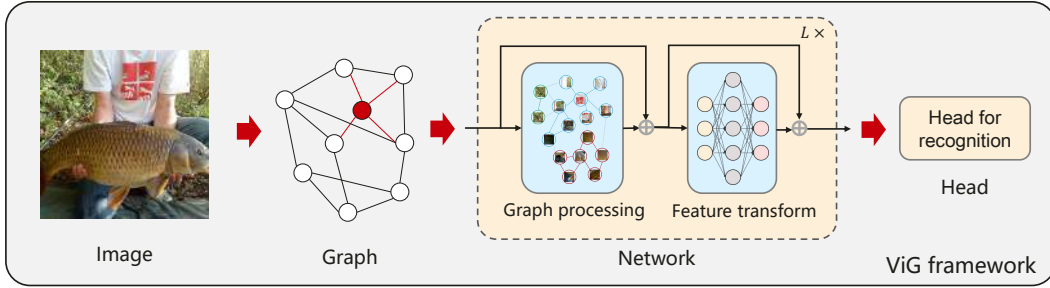 L ×
Graph processing
Feature transform
Head for
recognition
Image
Graph
Network
Head
ViG framework